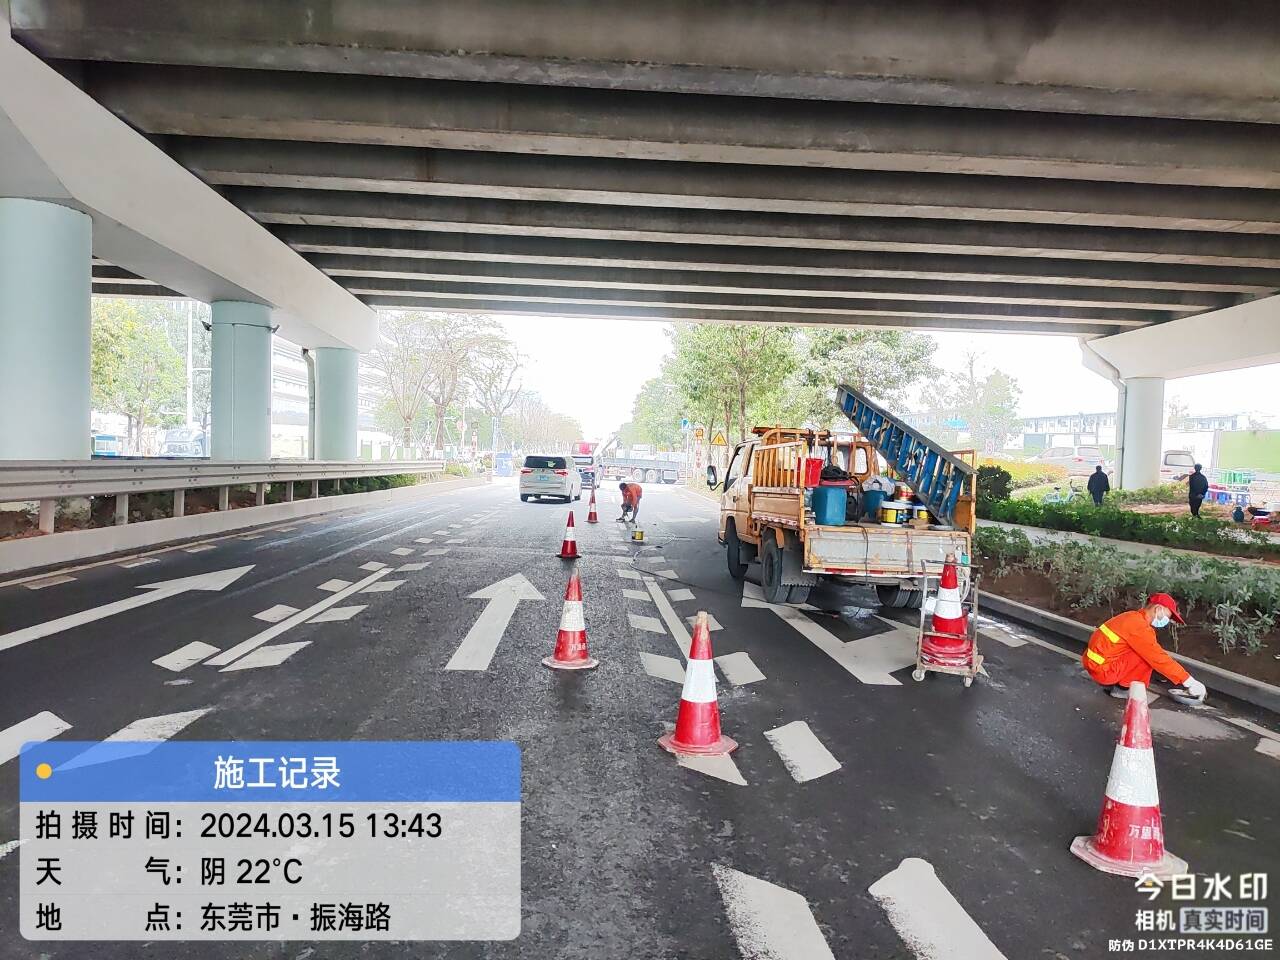 施工记录
拍摄时间：2024.03.15 13:43
天气：阴 22°C
地点：东莞市·振海路
今日水印
相机 真实时间
防伪 D1XTPR4K4D61GE
万里